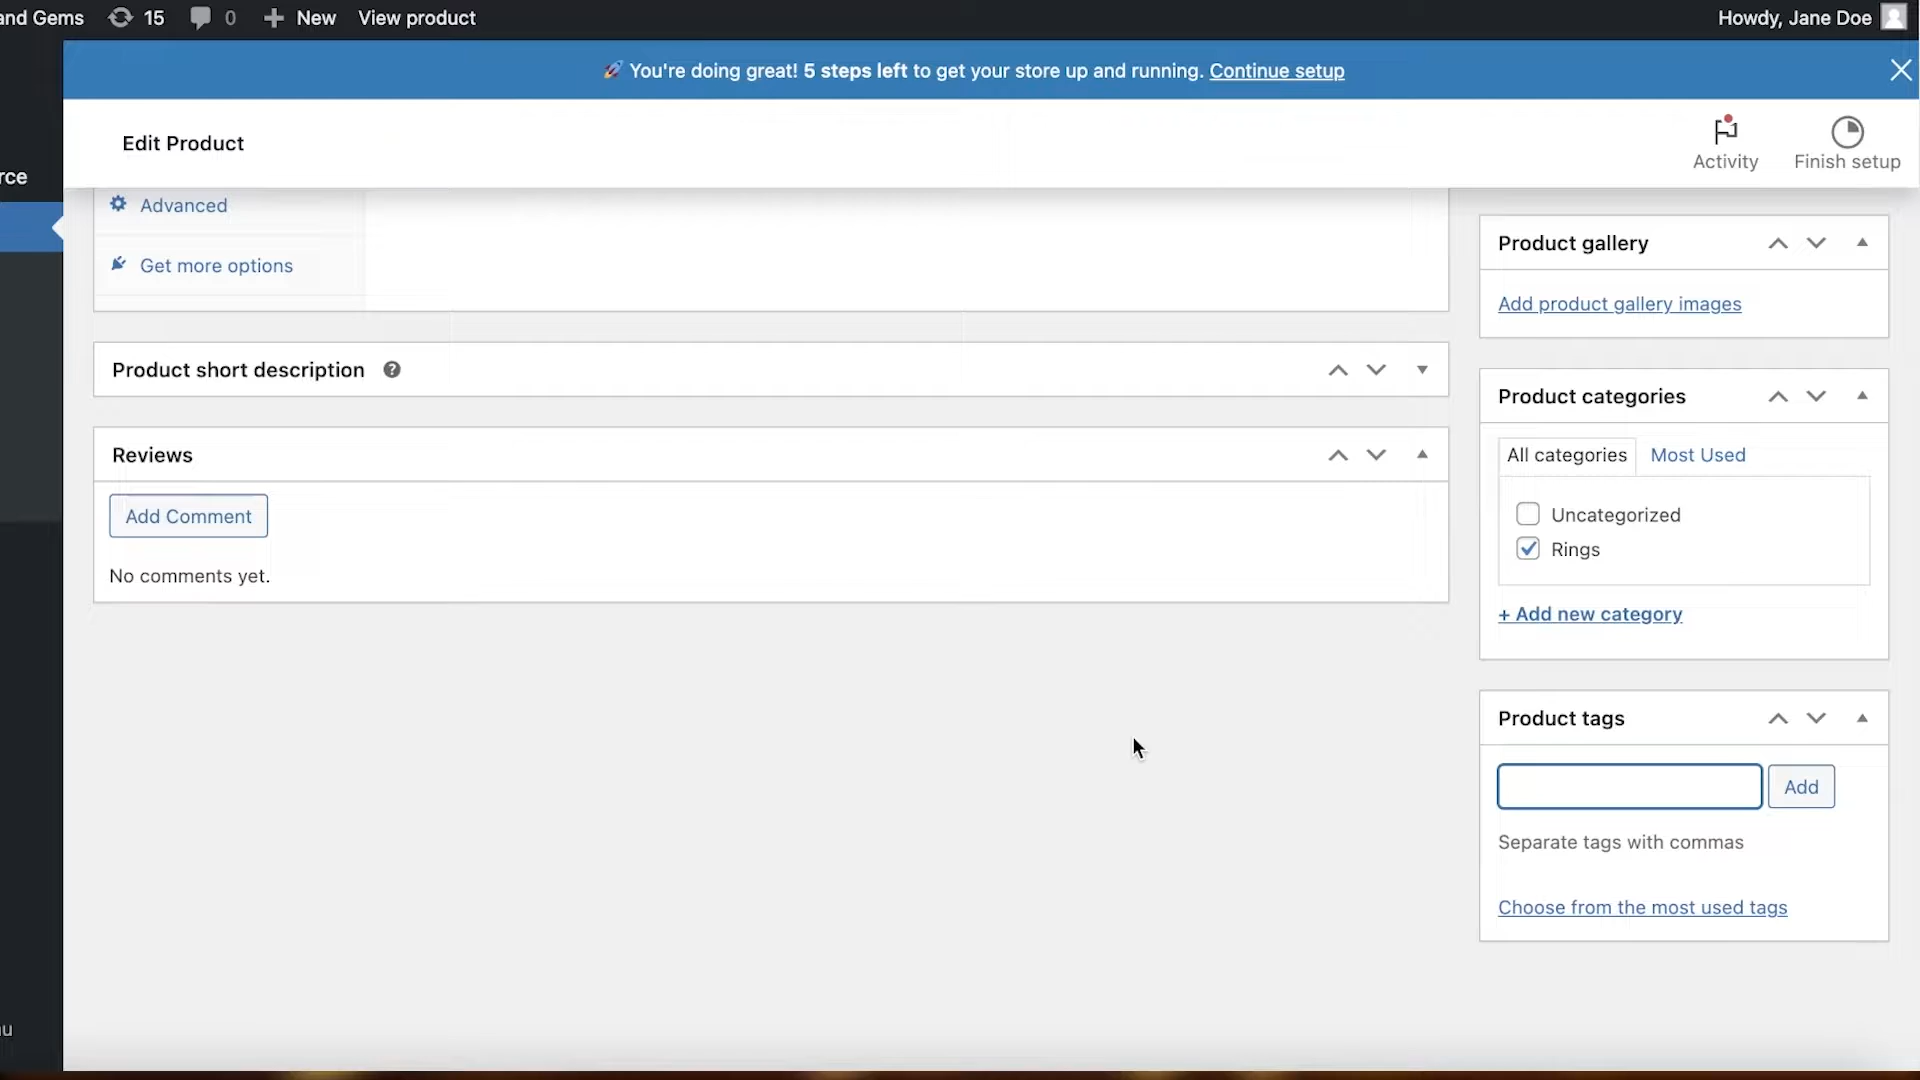 and Gems 15 0 New View product Howdy, Jane Doe
🚀 You're doing great! 5 steps left to get your store up and running. Continue setup
Edit Product
Activity
Finish setup
rce
Advanced
Get more options
Product short description
Reviews
Add Comment
No comments yet.
Product gallery
Add product gallery images
Product categories
All categories Most Used
Uncategorized
Rings
+ Add new category
Product tags
Add
Separate tags with commas
Choose from the most used tags